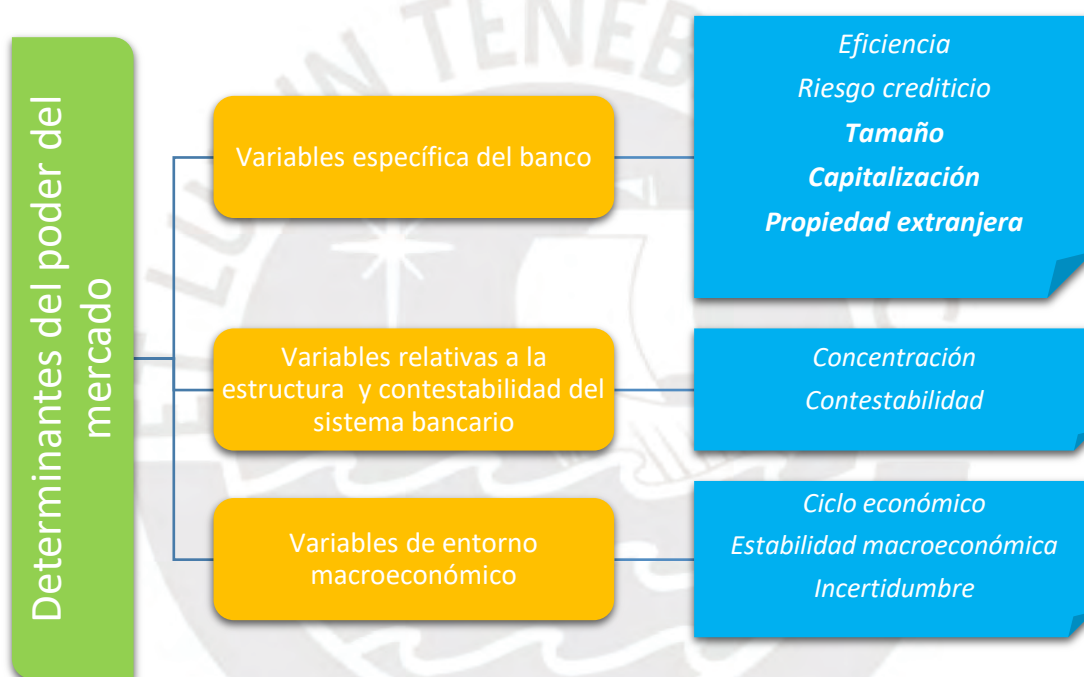 Determinantes del poder del
mercado
Variables específica del banco
Eficiencia
Riesgo crediticio
Tamaño
Capitalización
Propiedad extranjera
Variables relativas a la
estructura y contestabilidad del
sistema bancario
Concentración
Contestabilidad
Variables de entorno
macroeconómico
Ciclo económico
Estabilidad macroeconómica
Incertidumbre